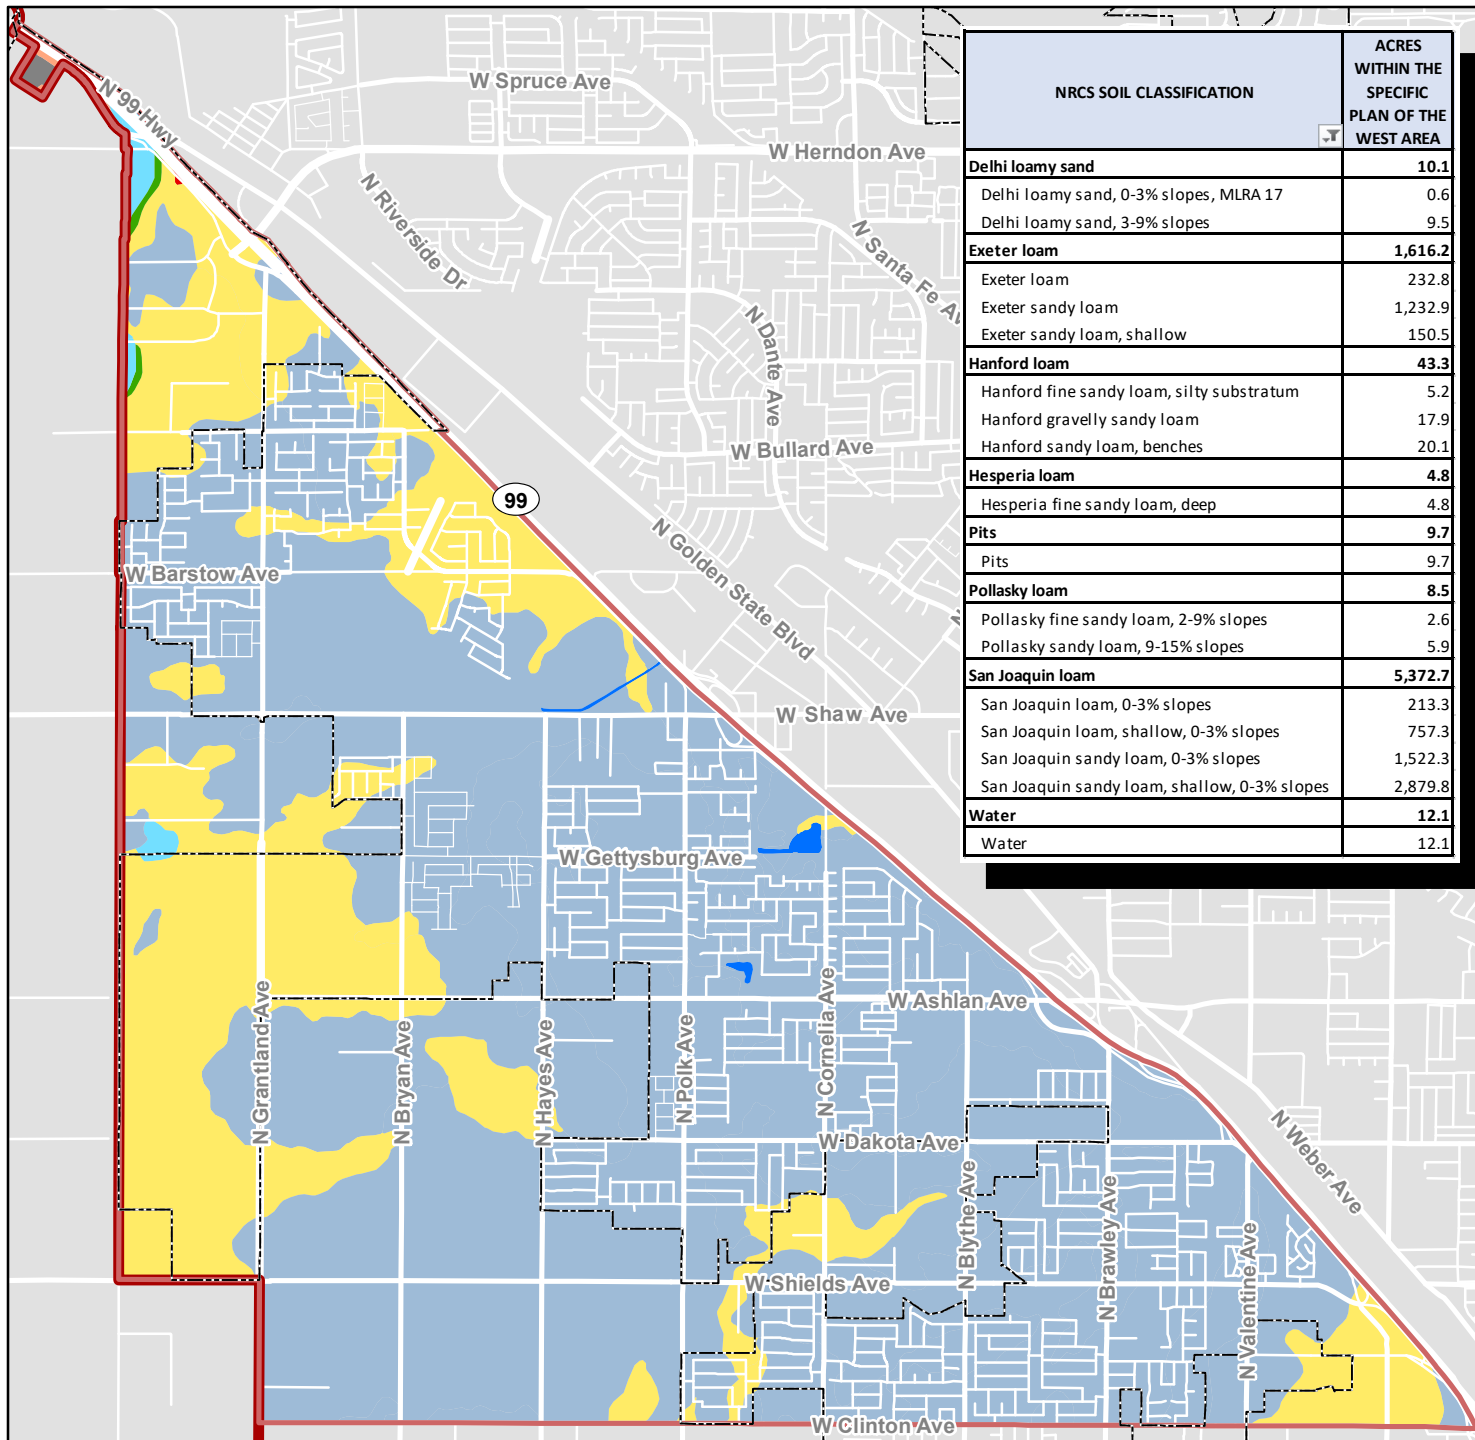 NRCS SOIL CLASSIFICATION
ACRES
WITHIN THE
SPECIFIC
PLAN OF THE
WEST AREA
Delhi loamy sand 10.1
Delhi loamy sand, 0-3% slopes, MLRA 17 0.6
Delhi loamy sand, 3-9% slopes 9.5
Exeter loam 1,616.2
Exeter loam 232.8
Exeter sandy loam 1,232.9
Exeter sandy loam, shallow 150.5
Hanford loam 43.3
Hanford fine sandy loam, silty substratum 5.2
Hanford gravelly sandy loam 17.9
Hanford sandy loam, benches 20.1
Hesperia loam 4.8
Hesperia fine sandy loam, deep 4.8
Pits 9.7
Pits 9.7
Pollasky loam 8.5
Pollasky fine sandy loam, 2-9% slopes 2.6
Pollasky sandy loam, 9-15% slopes 5.9
San Joaquin loam 5,372.7
San Joaquin loam, 0-3% slopes 213.3
San Joaquin loam, shallow, 0-3% slopes 757.3
San Joaquin sandy loam, 0-3% slopes 1,522.3
San Joaquin sandy loam, shallow, 0-3% slopes 2,879.8
Water 12.1
Water 12.1
W Spruce Ave
N 99 Hwy
W Herndon Ave
N Riverside Dr
N Santa Fe Av
N Dante Ave
W Bullard Ave
99
N Golden State Blvd
W Barstow Ave
W Shaw Ave
W Gettysburg Ave
W Ashlan Ave
N Grantland Ave
N Bryan Ave
N Hayes Ave
N Polk Ave
N Cornelia Ave
W Dakota Ave
N Blythe Ave
N Brawley Ave
N Valentine Ave
N Weber Ave
W Shields Ave
W Clinton Ave